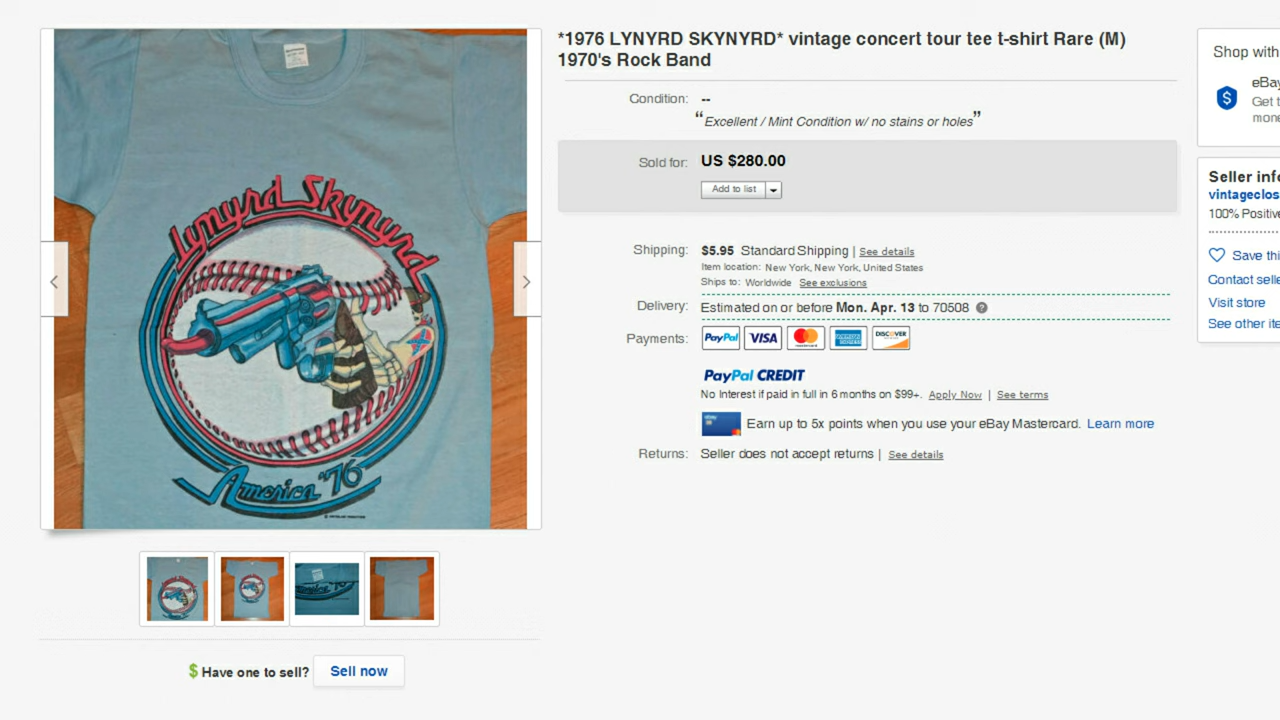 *1976 LYNYRD SKYNYRD* vintage concert tour tee t-shirt Rare (M)
1970's Rock Band
Condition: --
“Excellent / Mint Condition w/ no stains or holes”
Sold for: US $280.00
Add to list
Shipping: $5.95 Standard Shipping | See details
Item location: New York, New York, United States
Ships to: Worldwide See exclusions
Delivery: Estimated on or before Mon. Apr. 13 to 70508 ?
Payments: PayPal VISA mastercard AMERICAN EXPRESS DISCOVER
PayPal CREDIT
No Interest if paid in full in 6 months on $99+. Apply Now | See terms
Earn up to 5x points when you use your eBay Mastercard. Learn more
Returns: Seller does not accept returns | See details
Lynyrd Skynyrd
America '76
$ Have one to sell? Sell now
Shop with
$ eBay
Get t
mone
Seller info
vintageclos
100% Positive
Save thi
Contact selle
Visit store
See other ite